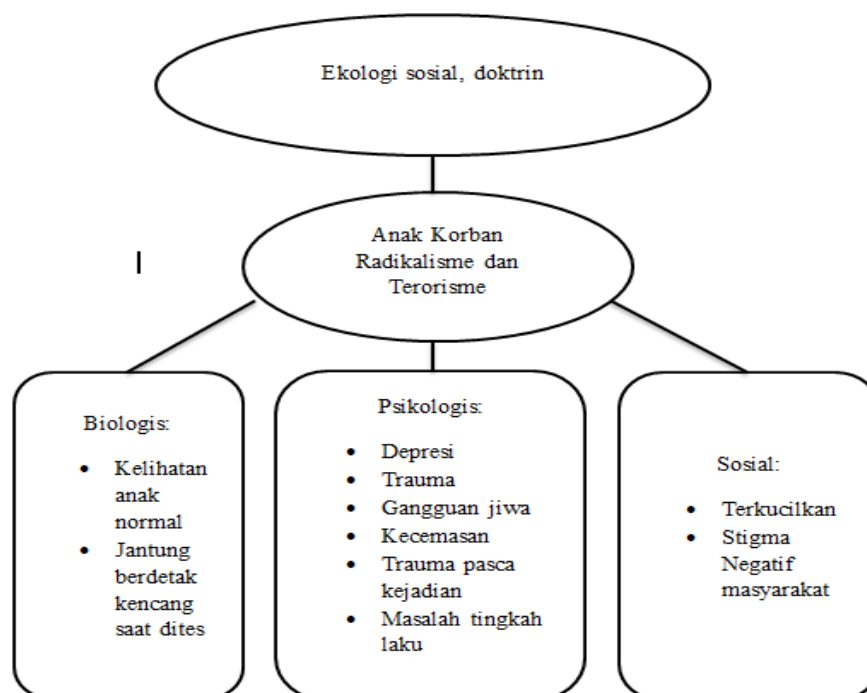 Ekologi sosial, doktrin
Anak Korban
Radikalisme dan
Terorisme
Biologis:
• Kelihatan
anak
normal
• Jantung
berdetak
kencang
saat dites
Psikologis:
• Depresi
• Trauma
• Gangguan jiwa
• Kecemasan
• Trauma pasca
kejadian
• Masalah tingkah
laku
Sosial:
• Terkucilkan
• Stigma
Negatif
masyarakat